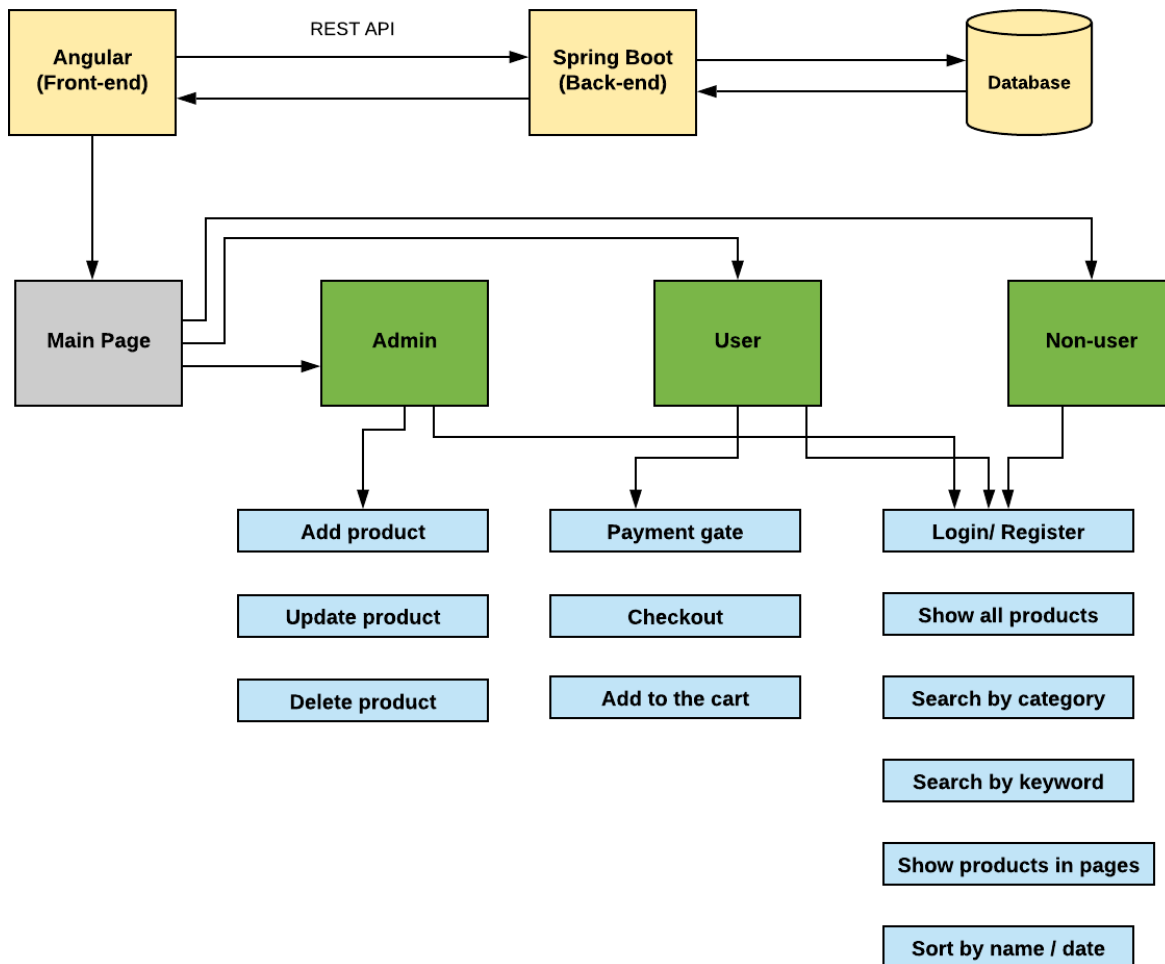 REST API
Angular
(Front-end)
Spring Boot
(Back-end)
Database
Main Page
Admin
User
Non-user
Add product
Payment gate
Login/ Register
Update product
Checkout
Show all products
Delete product
Add to the cart
Search by category
Search by keyword
Show products in pages
Sort by name / date